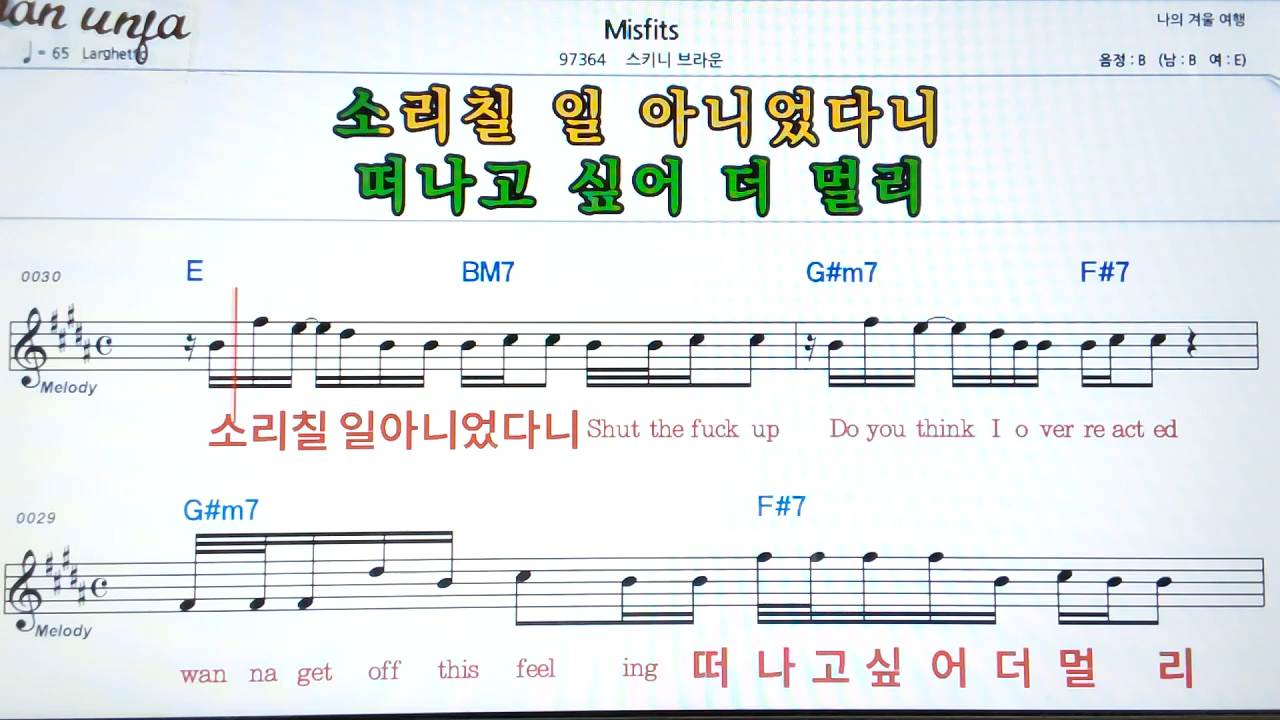 unfa
♩= 65 Larghetto
Misfits
97364 스키니 브라운
나의 겨울 여행
음정 : B (남 : B 여 : E)
소리칠 일 아니었다니
떠나고 싶어 더 멀리
0030
E BM7 G#m7 F#7
Melody
소리칠 일아니었다니 Shut the fuck up Do you think I o ver re act ed
0029
G#m7 F#7
Melody
wan na get off this feel ing 떠 나 고 싶 어 더 멀 리